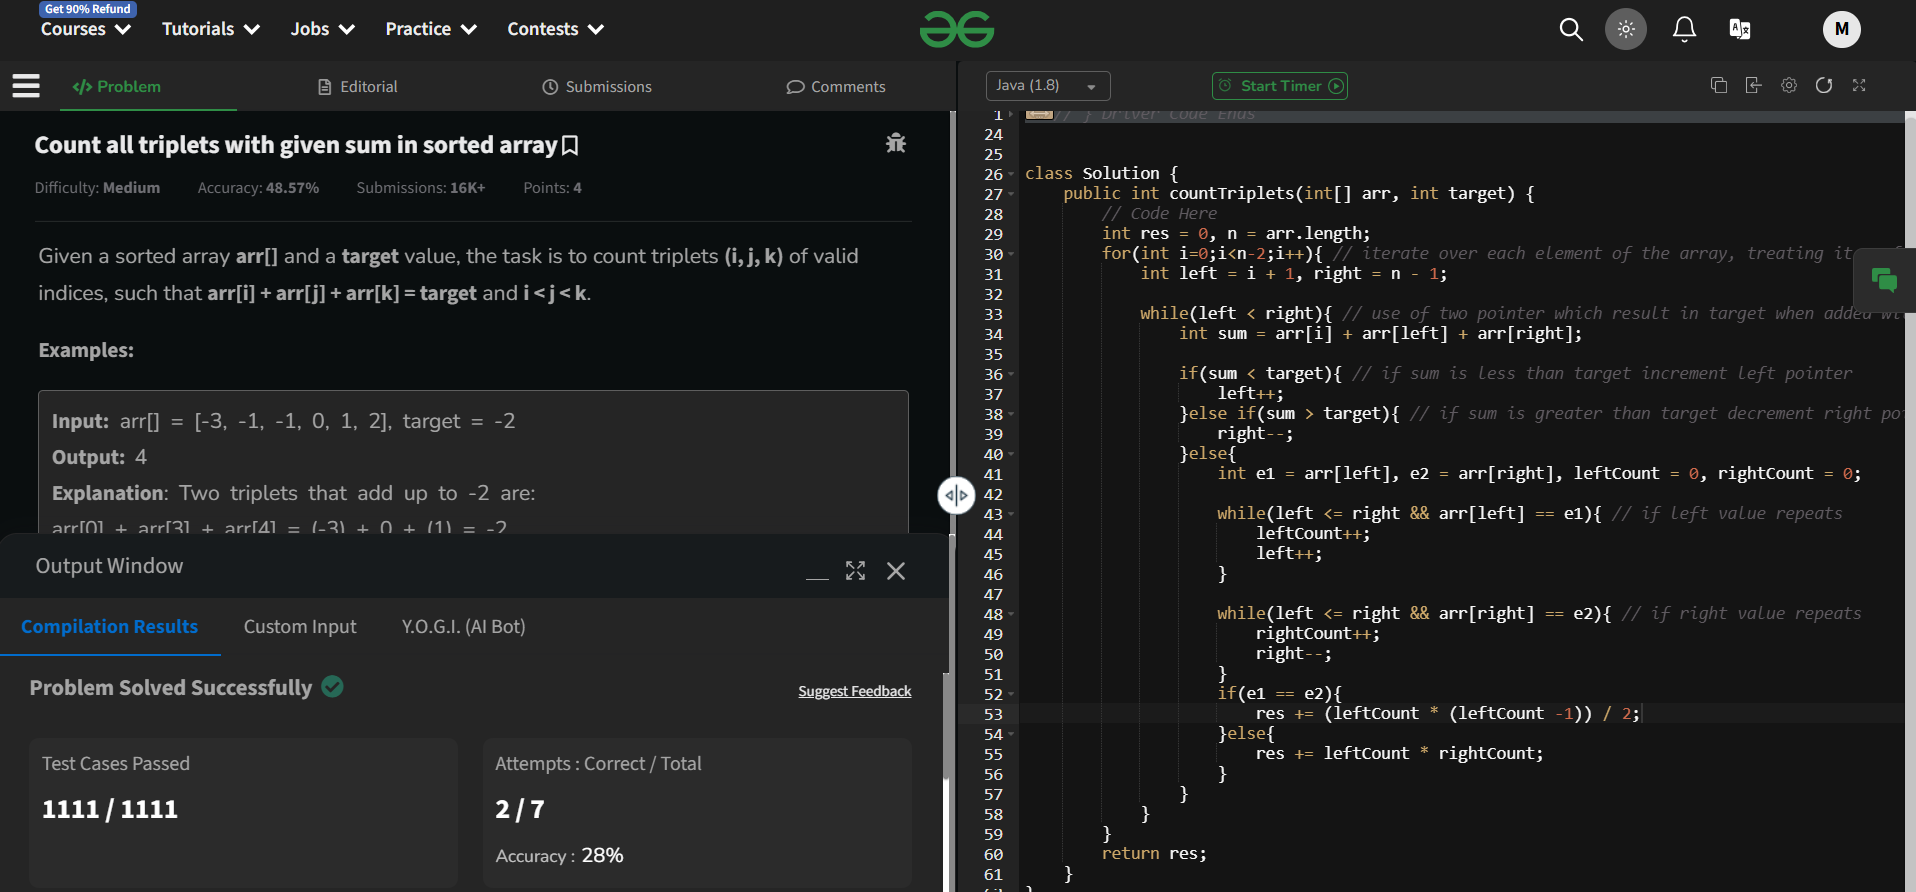 Get 90% Refund
Courses Tutorials Jobs Practice Contests
M
Problem Editorial Submissions Comments
Count all triplets with given sum in sorted array
Difficulty: Medium Accuracy: 48.57% Submissions: 16K+ Points: 4
Given a sorted array arr[] and a target value, the task is to count triplets (i, j, k) of valid
indices, such that arr[i] + arr[j] + arr[k] = target and i < j < k.
Examples:
Input: arr[] = [-3, -1, -1, 0, 1, 2], target = -2
Output: 4
Explanation: Two triplets that add up to -2 are:
arr[0] + arr[3] + arr[4] = (-3) + 0 + (1) = -2
Output Window
Compilation Results Custom Input Y.O.G.I. (AI Bot)
Problem Solved Successfully
Suggest Feedback
Test Cases Passed
1111 / 1111
Attempts : Correct / Total
2 / 7
Accuracy : 28%
Java (1.8) Start Timer
1 // } Driver Code Ends
24
25
26 class Solution {
27 public int countTriplets(int[] arr, int target) {
28 // Code Here
29 int res = 0, n = arr.length;
30 for(int i=0;i<n-2;i++){ // iterate over each element of the array, treating it
31 int left = i + 1, right = n - 1;
32
33 while(left < right){ // use of two pointer which result in target when added
34 int sum = arr[i] + arr[left] + arr[right];
35
36 if(sum < target){ // if sum is less than target increment left pointer
37 left++;
38 }else if(sum > target){ // if sum is greater than target decrement right
39 right--;
40 }else{
41 int e1 = arr[left], e2 = arr[right], leftCount = 0, rightCount = 0;
42
43 while(left <= right && arr[left] == e1){ // if left value repeats
44 leftCount++;
45 left++;
46 }
47
48 while(left <= right && arr[right] == e2){ // if right value repeats
49 rightCount++;
50 right--;
51 }
52 if(e1 == e2){
53 res += (leftCount * (leftCount -1)) / 2;
54 }else{
55 res += leftCount * rightCount;
56 }
57 }
58 }
59 }
60 return res;
61 }